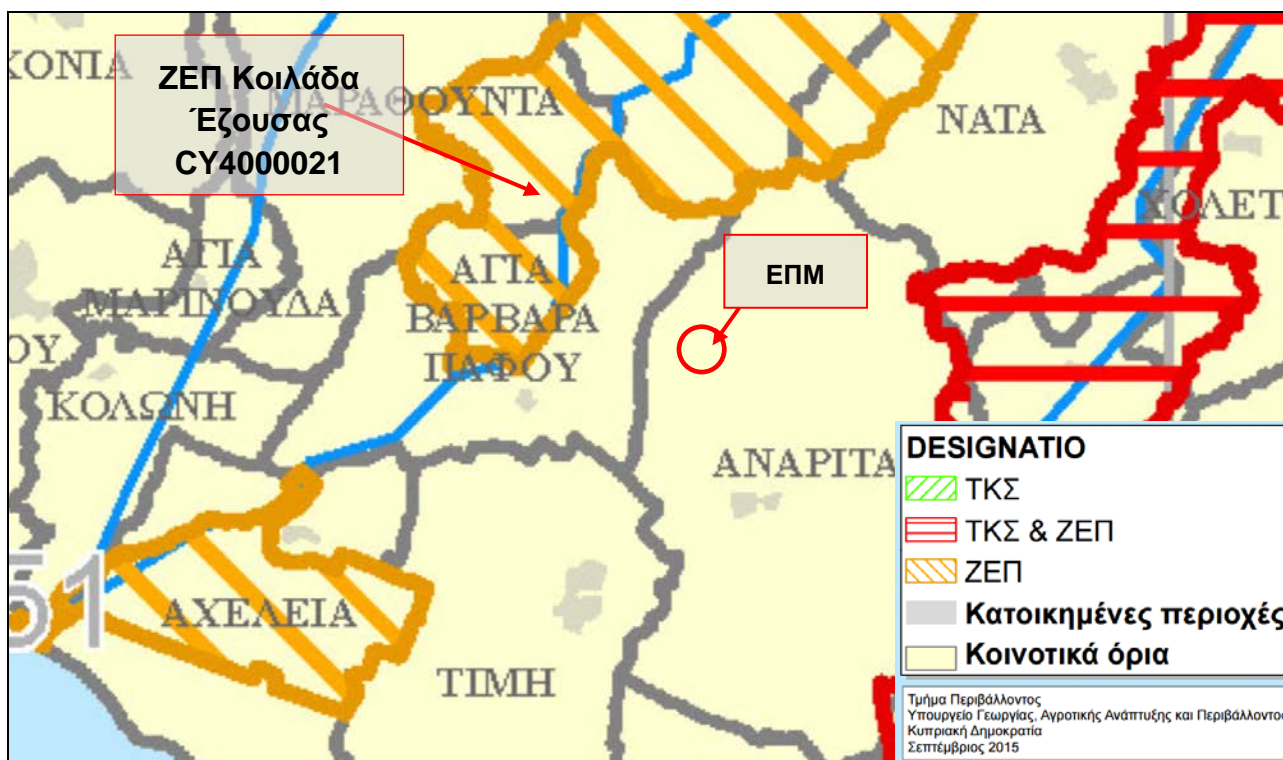 ΧΟΝΙΑ
ΖΕΠ Κοιλάδα
Έζουσας
CY4000021
ΜΑΡΑΘΟΥΝΤΑ
ΝΑΤΑ
ΧΟΛΕΤ
ΑΓΙΑ
ΜΑΡΙΝΟΥΔΑ
ΑΓΙΑ
ΒΑΡΒΑΡΑ
ΠΑΦΟΥ
ΕΠΜ
ΟΥ
ΚΟΛΩΝΗ
ΑΝΑΡΙΤΑ
51
ΑΧΕΛΕΙΑ
ΤΙΜΗ
DESIGNATIO
ΤΚΣ
ΤΚΣ & ΖΕΠ
ΖΕΠ
Κατοικημένες περιοχές
Κοινοτικά όρια
Τμήμα Περιβάλλοντος
Υπουργείο Γεωργίας, Αγροτικής Ανάπτυξης και Περιβάλλοντος
Κυπριακή Δημοκρατία
Σεπτέμβριος 2015